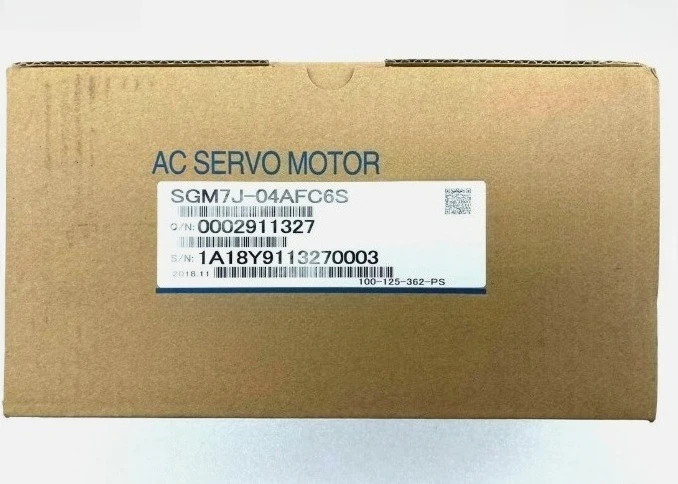 AC SERVO MOTOR
SGM7J-04AFC6S
O/N: 0002911327
S/N: 1A18Y9113270003
2018.11
100-125-362-PS